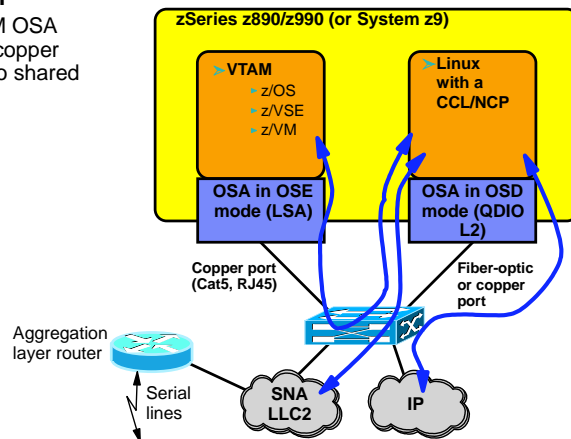 M OSA
copper
o shared
zSeries z890/z990 (or System z9)
VTAM
z/OS
z/VSE
z/VM
Linux
with a
CCL/NCP
OSA in OSE
mode (LSA)
OSA in OSD
mode (QDIO
L2)
Copper port
(Cat5, RJ45)
Fiber-optic
or copper
port
Aggregation
layer router
Serial
lines
SNA
LLC2
IP